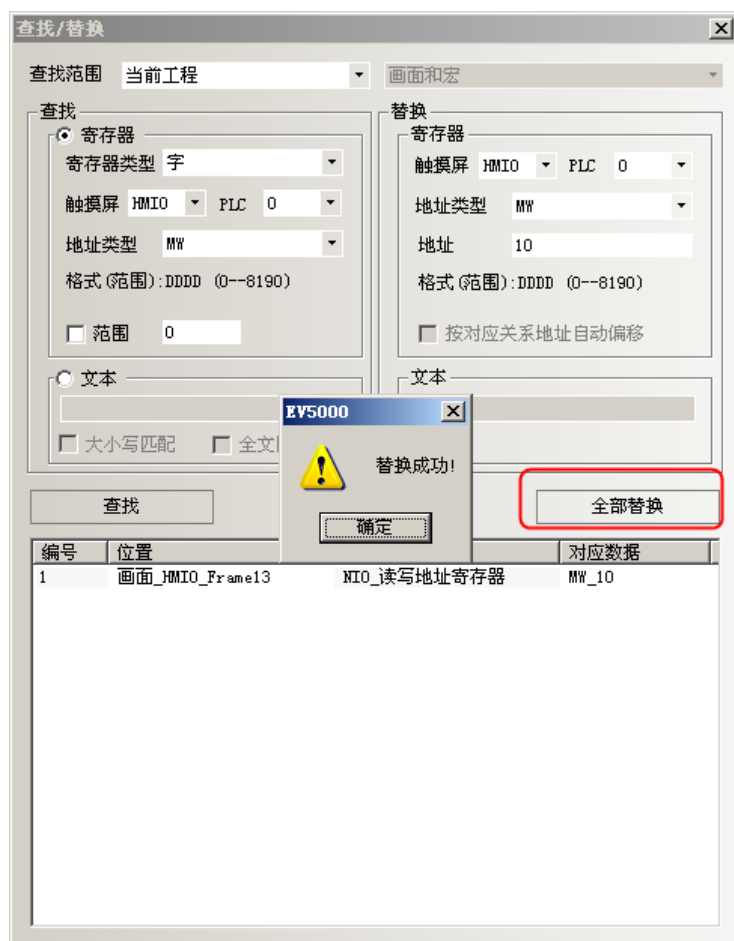 查找/替换
查找范围 当前工程 画面和宏
查找
寄存器
寄存器类型 字
触摸屏 HMI0 PLC 0
地址类型 MW
格式(范围):DDDD (0--8190)
范围 0
文本
大小写匹配 全文
替换
寄存器
触摸屏 HMI0 PLC 0
地址类型 MW
地址 10
格式(范围):DDDD (0--8190)
按对应关系地址自动偏移
文本
EV5000
替换成功!
确定
查找 全部替换
编号 位置 对应数据
1 画面_HMI0_Frame13 NIO_读写地址寄存器 MW_10